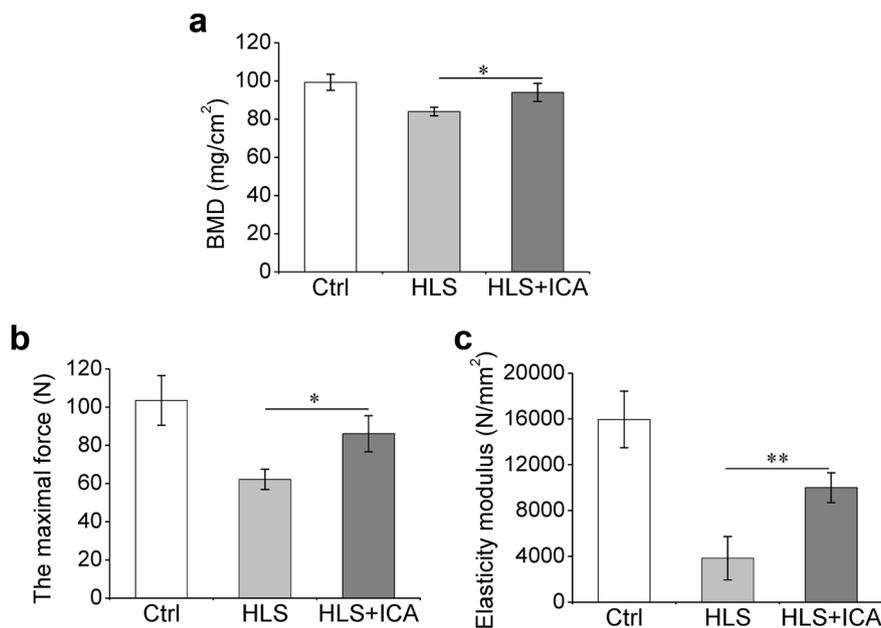 a
BMD (mg/cm²)
120
100
80
60
40
20
0
*
Ctrl HLS HLS+ICA
b
The maximal force (N)
120
100
80
60
40
20
0
*
Ctrl HLS HLS+ICA
c
Elasticity modulus (N/mm²)
20000
16000
12000
8000
4000
0
**
Ctrl HLS HLS+ICA